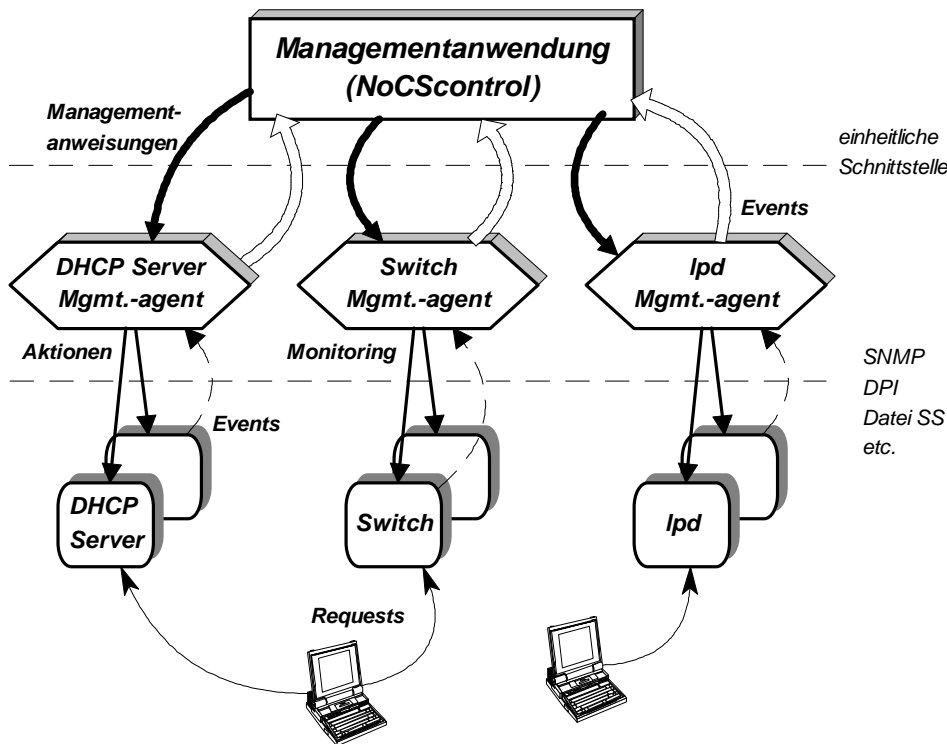 Managementanwendung
(NoCScontrol)
Management-
anweisungen
einheitliche
Schnittstelle
Events
DHCP Server
Mgmt.-agent
Switch
Mgmt.-agent
lpd
Mgmt.-agent
Aktionen
Monitoring
SNMP
DPI
Datei SS
etc.
Events
DHCP
Server
Switch
lpd
Requests